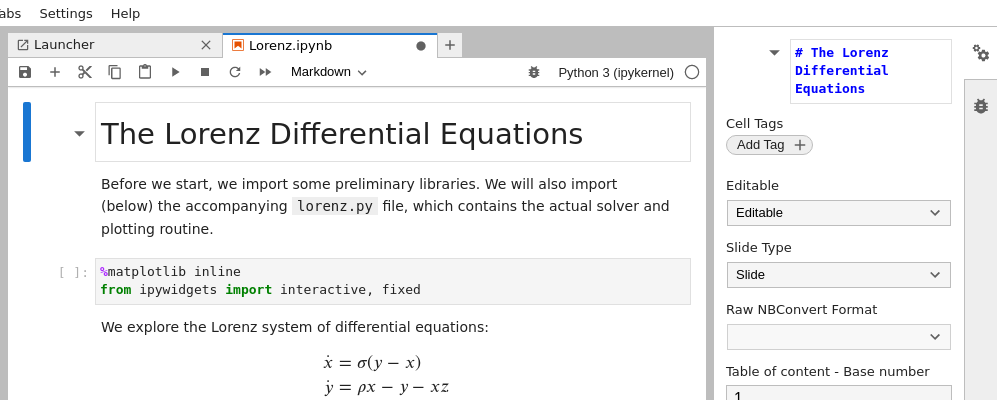 abs Settings Help
Launcher
Lorenz.ipynb
Markdown
Python 3 (ipykernel)
The Lorenz Differential Equations
Before we start, we import some preliminary libraries. We will also import
(below) the accompanying lorenz.py file, which contains the actual solver and
plotting routine.
[ ]:
%matplotlib inline
from ipywidgets import interactive, fixed
We explore the Lorenz system of differential equations:
ẋ = σ(y − x)
ẏ = ρx − y − xz
# The Lorenz
Differential
Equations
Cell Tags
Add Tag +
Editable
Editable
Slide Type
Slide
Raw NBConvert Format
Table of content - Base number
1